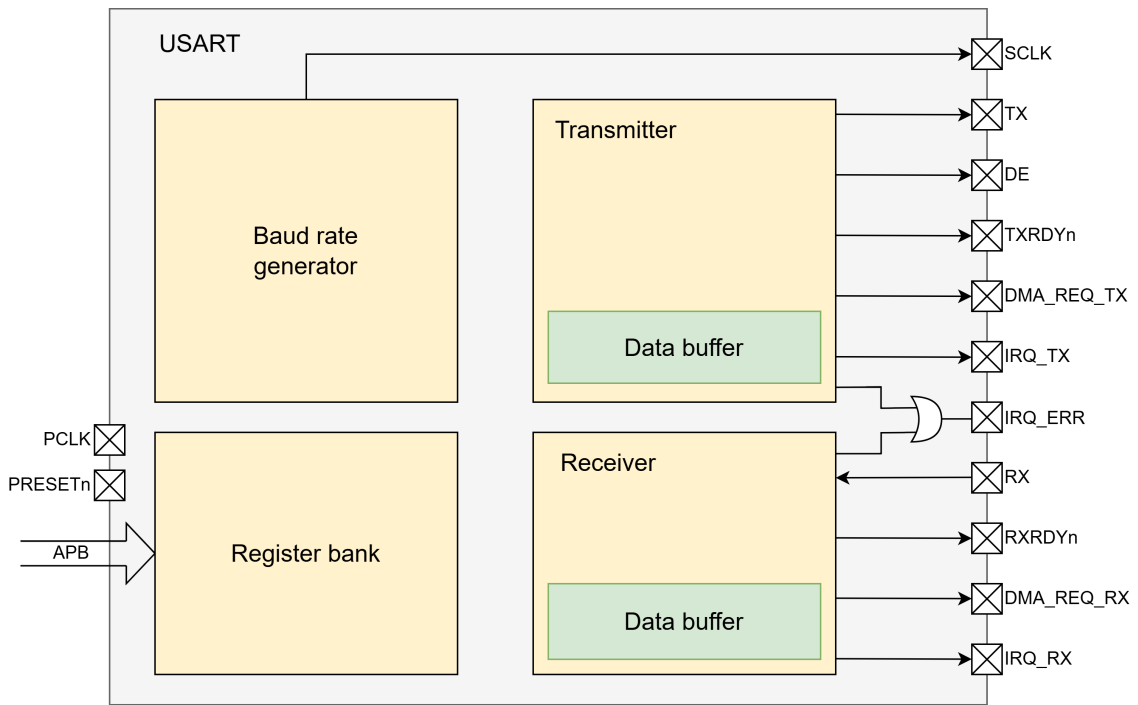 USART
SCLK
TX
DE
TXRDYn
DMA_REQ_TX
IRQ_TX
IRQ_ERR
RX
RXRDYn
DMA_REQ_RX
IRQ_RX
Baud rate
generator
Transmitter
Data buffer
PCLK
PRESETn
APB
Register bank
Receiver
Data buffer